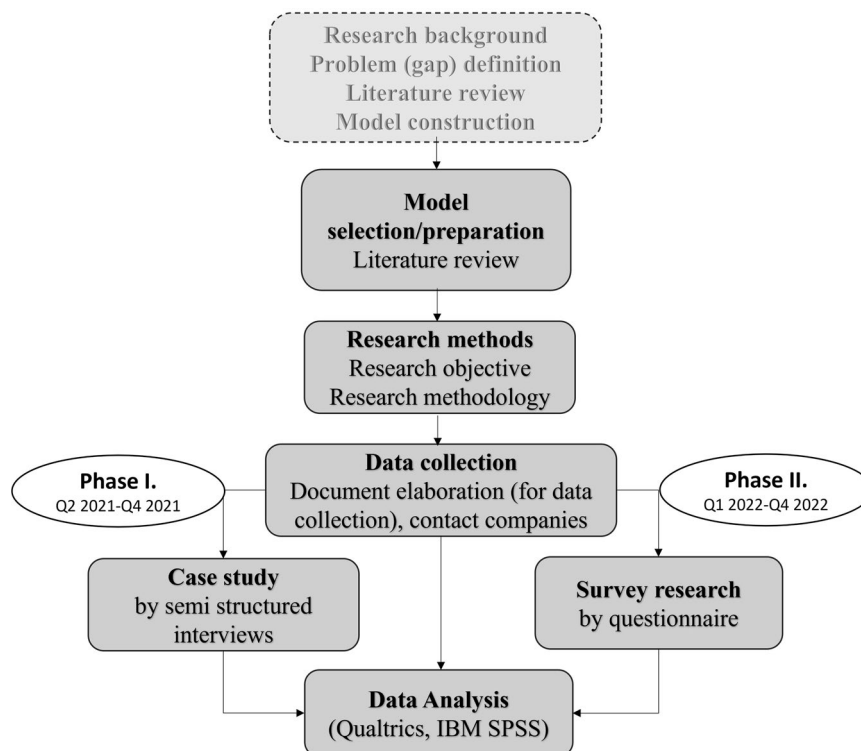 Research background
Problem (gap) definition
Literature review
Model construction
Model
selection/preparation
Literature review
Research methods
Research objective
Research methodology
Data collection
Document elaboration (for data
collection), contact companies
Phase I.
Q2 2021-Q4 2021
Phase II.
Q1 2022-Q4 2022
Case study
by semi structured
interviews
Survey research
by questionnaire
Data Analysis
(Qualtrics, IBM SPSS)